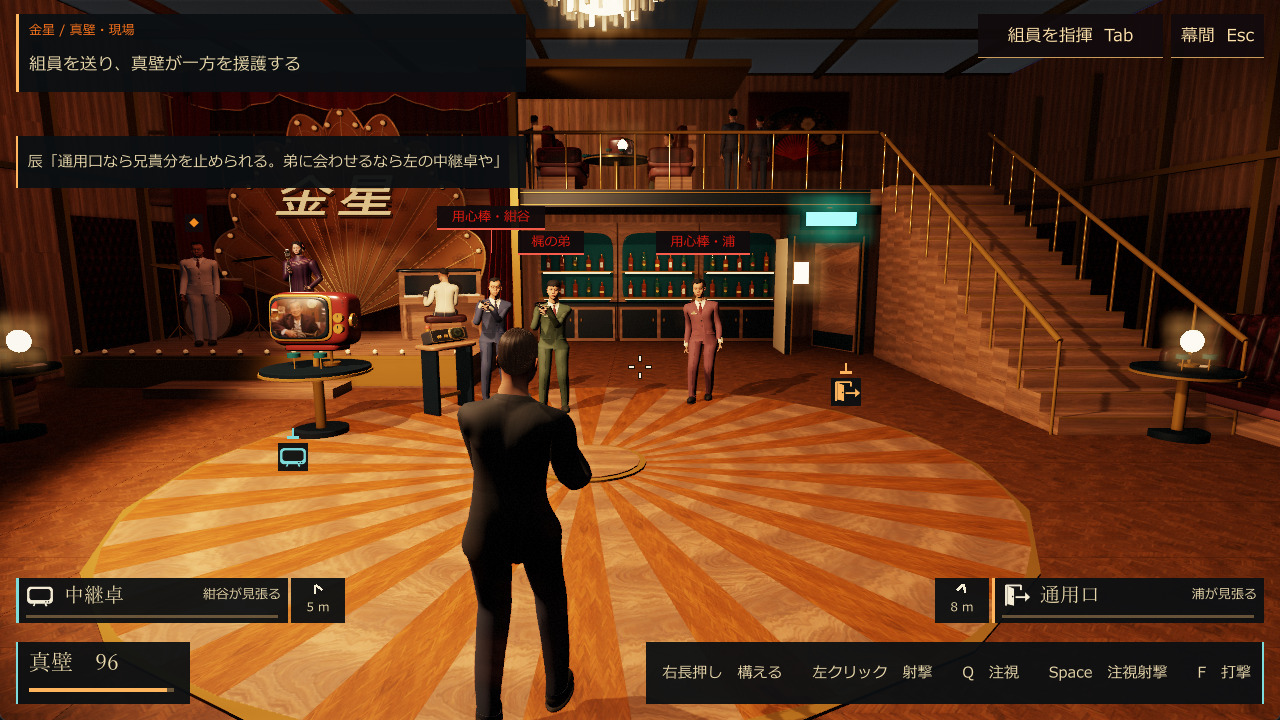 金星 / 真壁・現場
組員を送り、真壁が一方を援護する
組員を指揮 Tab
幕間 Esc
辰「通用口なら兄貴分を止められる。弟に会わせるなら左の中継卓や」
金星
用心棒・紺谷
梶の弟
用心棒・浦
中継卓 紺谷が見張る
5 m
8 m
通用口 浦が見張る
真壁 96
右長押し 構える 左クリック 射撃 Q 注視 Space 注視射撃 F 打撃